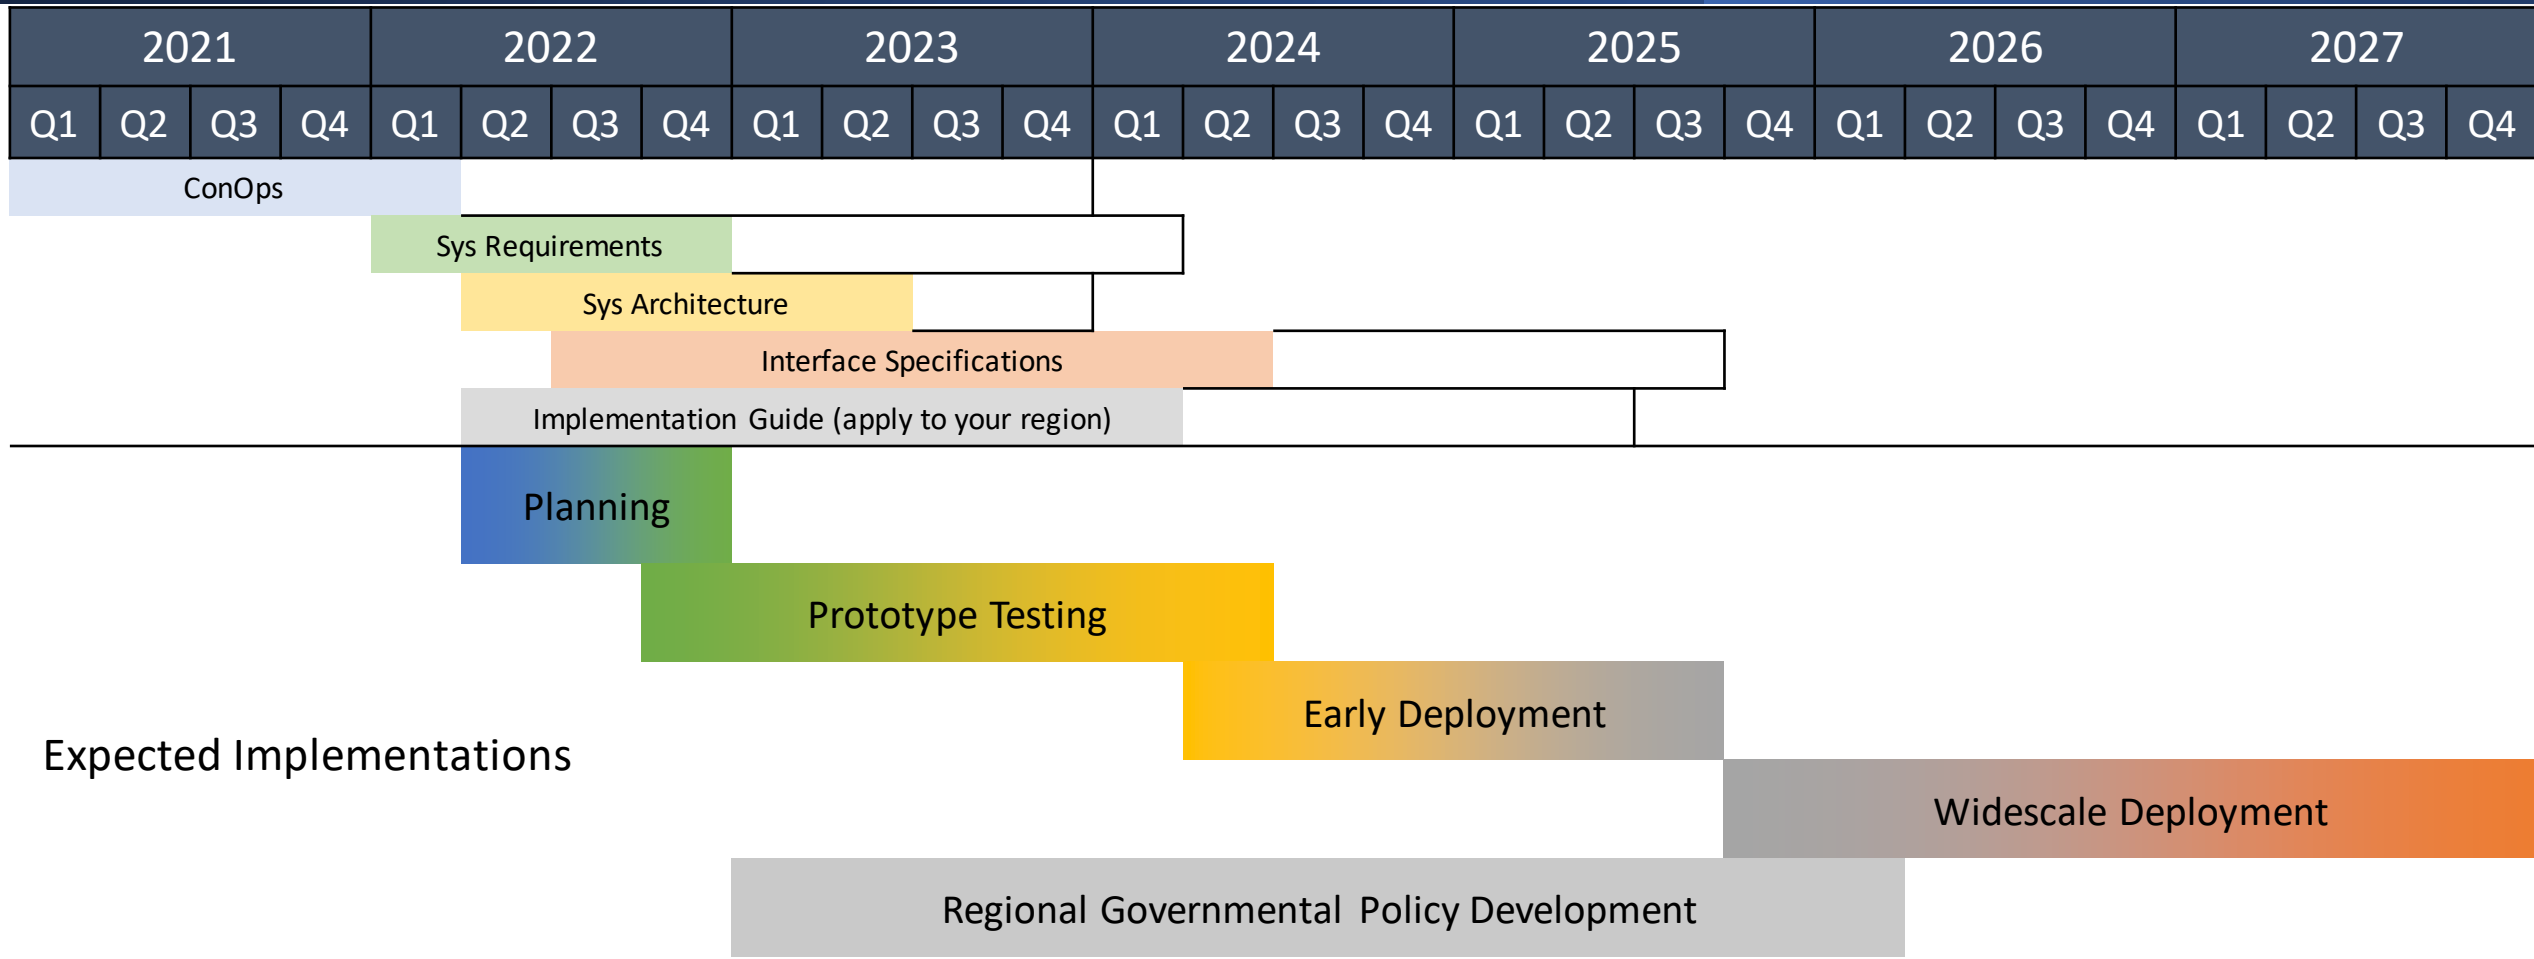 2021 2022 2023 2024 2025 2026 2027
Q1 Q2 Q3 Q4 Q1 Q2 Q3 Q4 Q1 Q2 Q3 Q4 Q1 Q2 Q3 Q4 Q1 Q2 Q3 Q4 Q1 Q2 Q3 Q4 Q1 Q2 Q3 Q4
ConOps
Sys Requirements
Sys Architecture
Interface Specifications
Implementation Guide (apply to your region)
Planning
Prototype Testing
Early Deployment
Expected Implementations
Widescale Deployment
Regional Governmental Policy Development